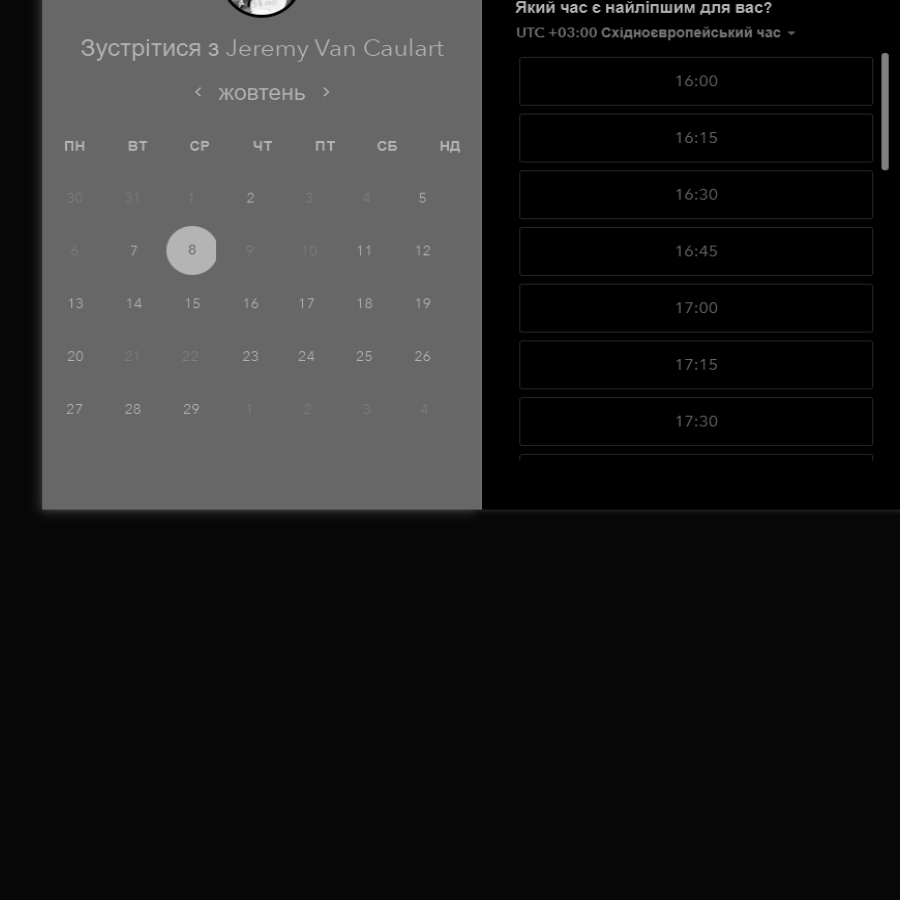 Зустрітися з Jeremy Van Caulart
жовтень
ПН ВТ СР ЧТ ПТ СБ НД
30 31 1 2 3 4 5
6 7 8 9 10 11 12
13 14 15 16 17 18 19
20 21 22 23 24 25 26
27 28 29 1 2 3 4
Який час є найліпшим для вас?
UTC +03:00 Східноєвропейський час
16:00
16:15
16:30
16:45
17:00
17:15
17:30